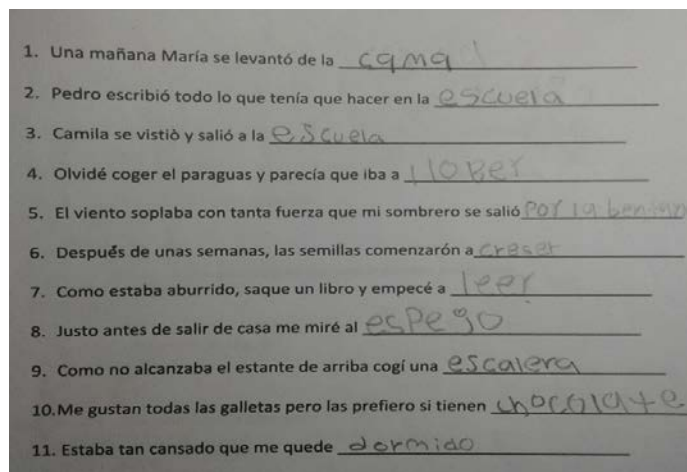 1. Una mañana María se levantó de la cama
2. Pedro escribió todo lo que tenía que hacer en la escuela
3. Camila se vistiò y salió a la escuela
4. Olvidé coger el paraguas y parecía que iba a llober
5. El viento soplaba con tanta fuerza que mi sombrero se salió por la bentana
6. Después de unas semanas, las semillas comenzarón a creser
7. Como estaba aburrido, saque un libro y empecé a leer
8. Justo antes de salir de casa me miré al espego
9. Como no alcanzaba el estante de arriba cogí una escalera
10.Me gustan todas las galletas pero las prefiero si tienen chocolate
11. Estaba tan cansado que me quede dormido